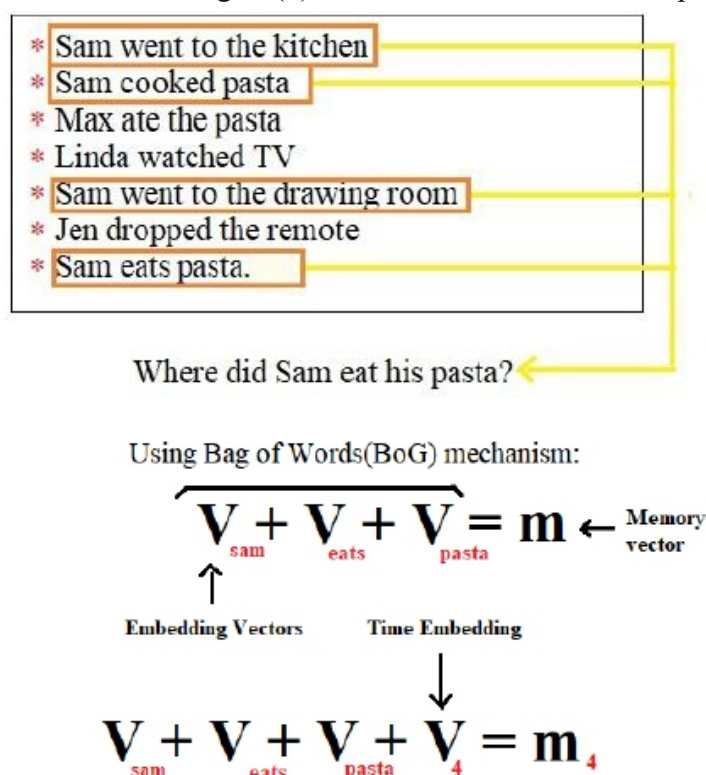 * Sam went to the kitchen
* Sam cooked pasta
* Max ate the pasta
* Linda watched TV
* Sam went to the drawing room
* Jen dropped the remote
* Sam eats pasta.
Where did Sam eat his pasta?
Using Bag of Words(BoG) mechanism:
V sam + V eats + V pasta = m ← Memory vector
Embedding Vectors Time Embedding
V sam + V eats + V pasta + V 4 = m 4